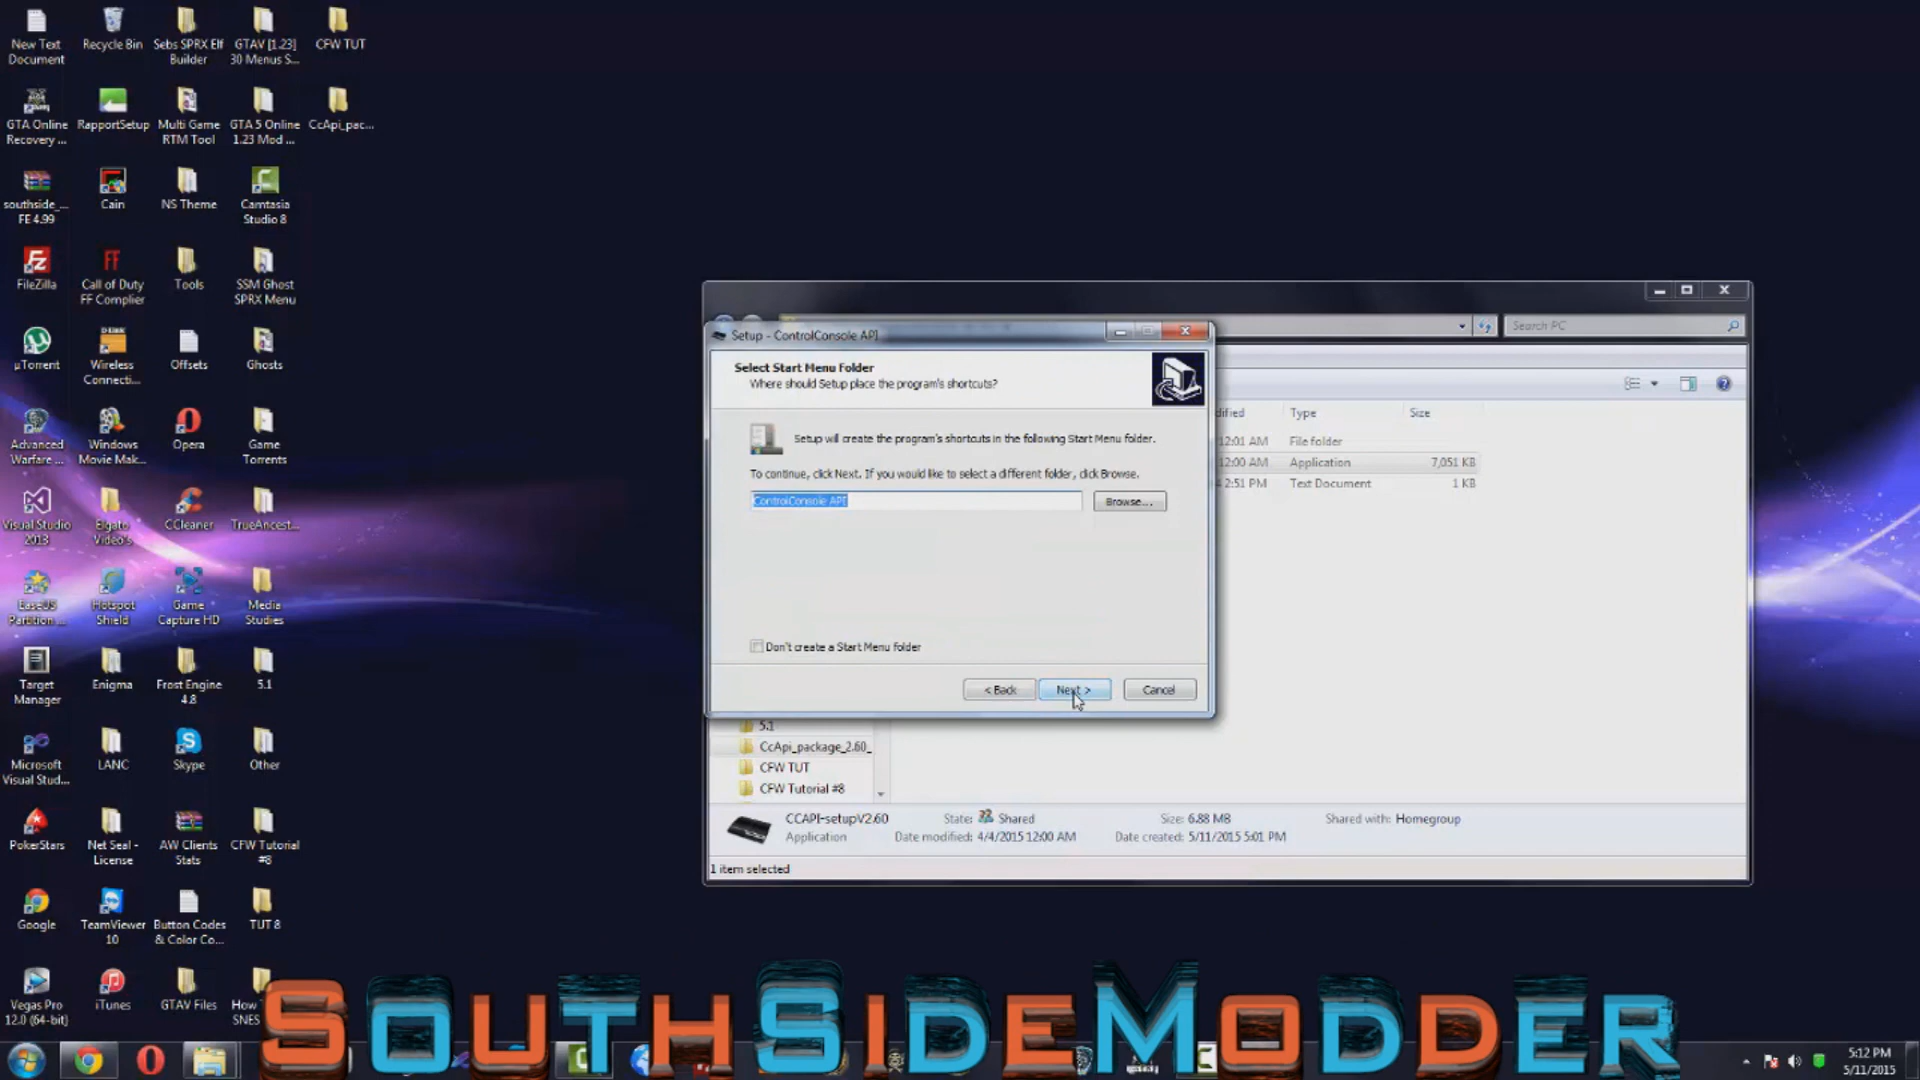 New Text
Document
Recycle Bin
Sebs SPRX Elf
Builder
GTAV [1.23]
30 Menus S...
CFW TUT
GTA Online
Recovery ...
RapportSetup
Multi Game
RTM Tool
GTA 5 Online
1.23 Mod ...
CcApi_pac...
southside_...
FE 4.99
Cain
NS Theme
Camtasia
Studio 8
FileZilla
Call of Duty
FF Complier
Tools
SSM Ghost
SPRX Menu
µTorrent
Wireless
Connecti...
Offsets
Ghosts
Advanced
Warfare ...
Windows
Movie Mak...
Opera
Game
Torrents
Visual Studio
2013
Elgato
Video's
CCleaner
TrueAncest...
EaseUS
Partition ...
Hotspot
Shield
Game
Capture HD
Media
Studies
Target
Manager
Enigma
Frost Engine
4.8
5.1
Microsoft
Visual Stud...
LANC
Skype
Other
PokerStars
Net Seal -
License
AW Clients
Stats
CFW Tutorial
#8
Google
TeamViewer
10
Button Codes
& Color Co...
TUT 8
Vegas Pro
12.0 (64-bit)
iTunes
GTAV Files
How
SNES
Search PC
Setup - ControlConsole API
Select Start Menu Folder
Where should Setup place the program's shortcuts?
Setup will create the program's shortcuts in the following Start Menu folder.
To continue, click Next. If you would like to select a different folder, click Browse.
ControlConsole API
Browse...
Don't create a Start Menu folder
< Back
Next >
Cancel
dified
Type
Size
12:01 AM
File folder
12:00 AM
Application
7,051 KB
4 2:51 PM
Text Document
1 KB
5.1
CcApi_package_2.60_
CFW TUT
CFW Tutorial #8
CCAPI-setupV2.60
State:
Shared
Size: 6.88 MB
Shared with: Homegroup
Application
Date modified: 4/4/2015 12:00 AM
Date created: 5/11/2015 5:01 PM
1 item selected
SouthSideModder
5:12 PM
5/11/2015